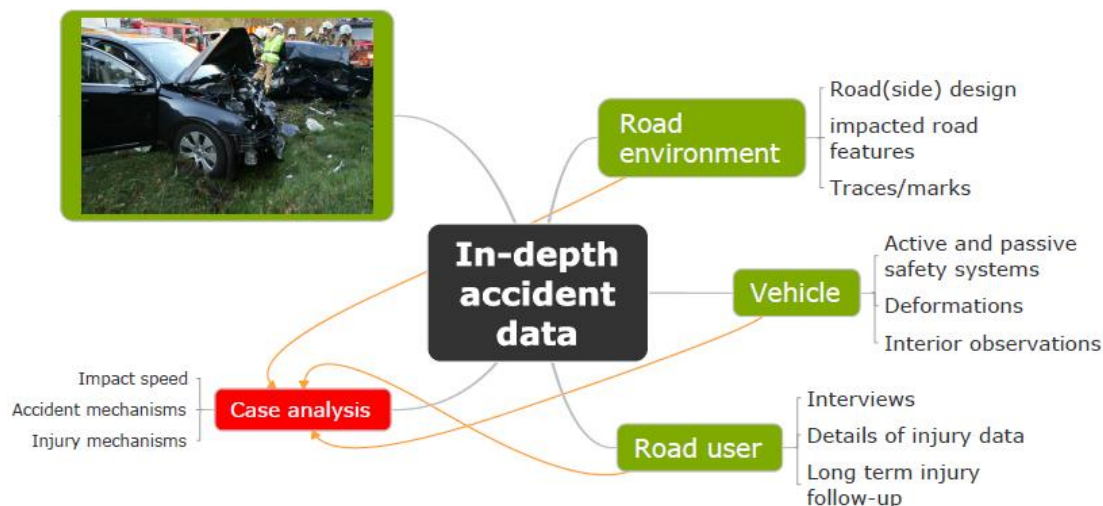 Road
environment
Road(side) design
impacted road
features
Traces/marks
In-depth
accident
data
Vehicle
Active and passive
safety systems
Deformations
Interior observations
Case analysis
Impact speed
Accident mechanisms
Injury mechanisms
Road user
Interviews
Details of injury data
Long term injury
follow-up